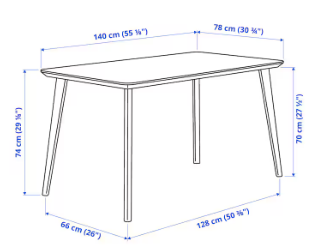 140 cm (55 ⅛")
78 cm (30 ¾")
74 cm (29 ⅛")
70 cm (27 ½")
66 cm (26")
128 cm (50 ⅜")